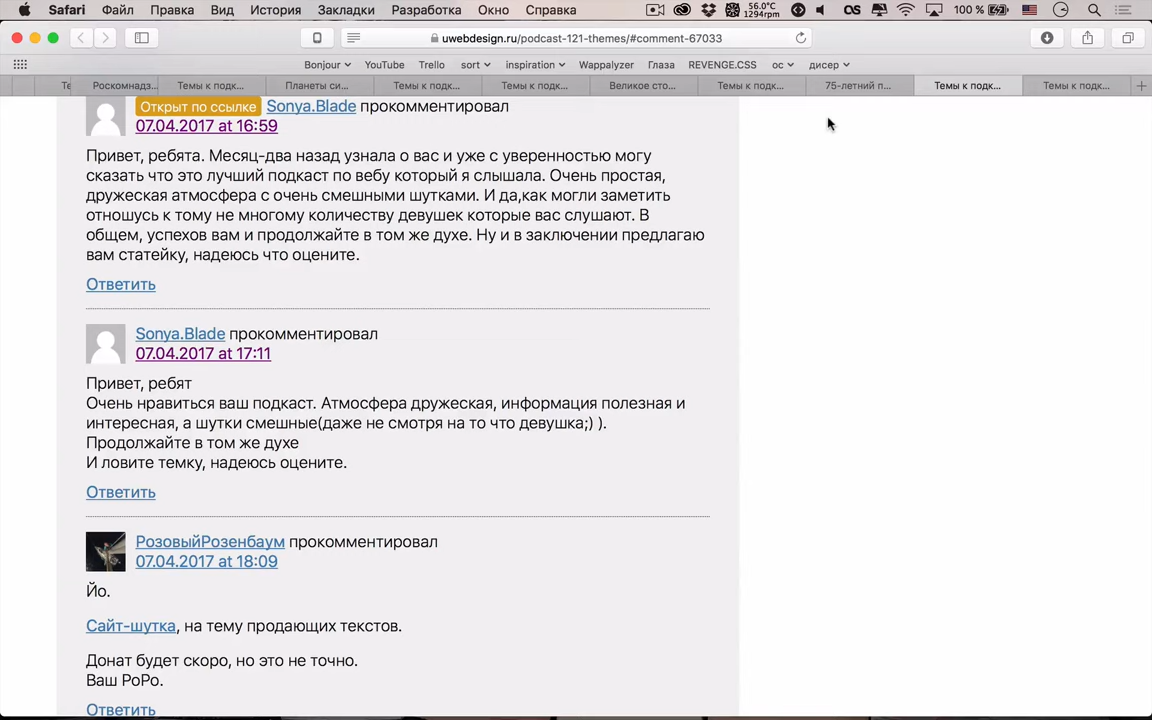 Safari Файл Правка Вид История Закладки Разработка Окно Справка 56.0°C 1294rpm 100 %
uwebdesign.ru/podcast-121-themes/#comment-67033
Bonjour YouTube Trello sort inspiration Wappalyzer Глаза REVENGE.CSS ос дисер
Те Роскомнадз... Темы к подк... Планеты си... Темы к подк... Темы к подк... Великое сто... Темы к подк... 75-летний п... Темы к подк... Темы к подк...
Открыт по ссылке Sonya.Blade прокомментировал
07.04.2017 at 16:59
Привет, ребята. Месяц-два назад узнала о вас и уже с уверенностью могу
сказать что это лучший подкаст по вебу который я слышала. Очень простая,
дружеская атмосфера с очень смешными шутками. И да,как могли заметить
отношусь к тому не многому количеству девушек которые вас слушают. В
общем, успехов вам и продолжайте в том же духе. Ну и в заключении предлагаю
вам статейку, надеюсь что оцените.
Ответить
Sonya.Blade прокомментировал
07.04.2017 at 17:11
Привет, ребят
Очень нравиться ваш подкаст. Атмосфера дружеская, информация полезная и
интересная, а шутки смешные(даже не смотря на то что девушка;) ).
Продолжайте в том же духе
И ловите темку, надеюсь оцените.
Ответить
РозовыйРозенбаум прокомментировал
07.04.2017 at 18:09
Йо.
Сайт-шутка, на тему продающих текстов.
Донат будет скоро, но это не точно.
Ваш РоРо.
Ответить